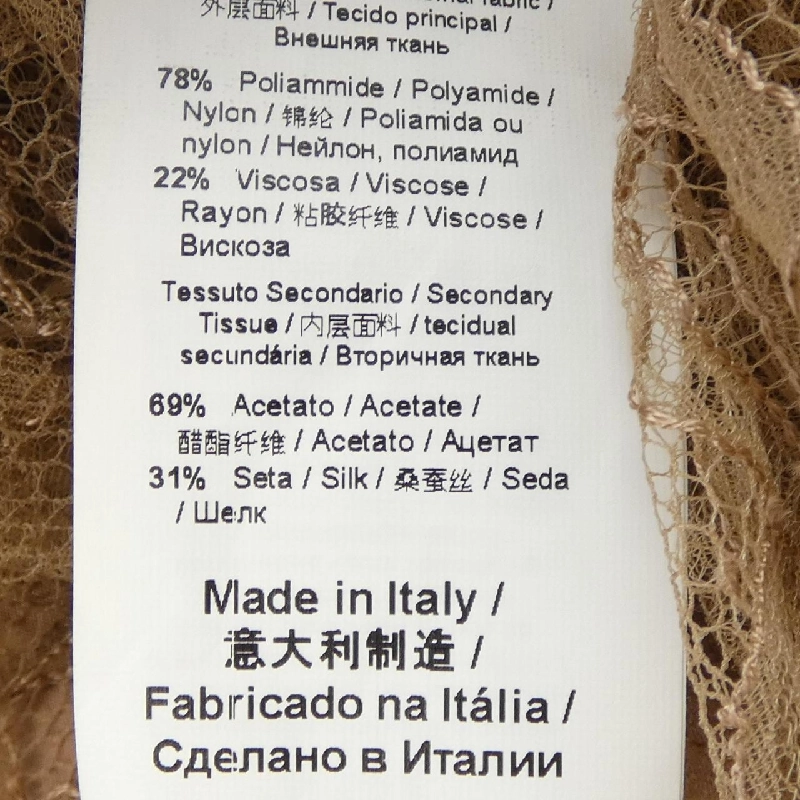 外层面料 / Tecido principal /
Внешняя ткань
78% Poliammide / Polyamide /
Nylon / 锦纶 / Poliamida ou
nylon / Нейлон, полиамид
22% Viscosa / Viscose /
Rayon / 粘胶纤维 / Viscose /
Вискоза
Tessuto Secondario / Secondary
Tissue / 内层面料 / tecidual
secundária / Вторичная ткань
69% Acetato / Acetate /
醋酯纤维 / Acetato / Ацетат
31% Seta / Silk / 桑蚕丝 / Seda
/ Шелк
Made in Italy /
意大利制造 /
Fabricado na Itália /
Сделано в Италии